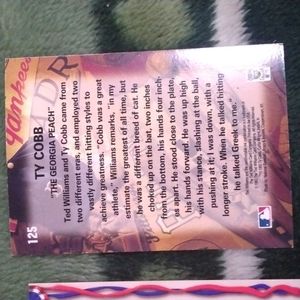 Yankees
TY COBB
"THE GEORGIA PEACH"
Ted Williams and Ty Cobb came from
two different eras, and two
vastly different hitting styles to
achieve greatness. "Cobb was a great
athlete," Williams reminds, "in my
estimate the greatest of all time, but
he was a different breed of cat. He
choked up on the bat, two inches
from the bottom, his hands four inch-
es apart. He stood close to the plate,
his hands forward. He was up high
with his stance, slashing at the ball,
pushing at it; I was down, with a
longer stroke. When he talked hitting
he talked Greek to me."
125